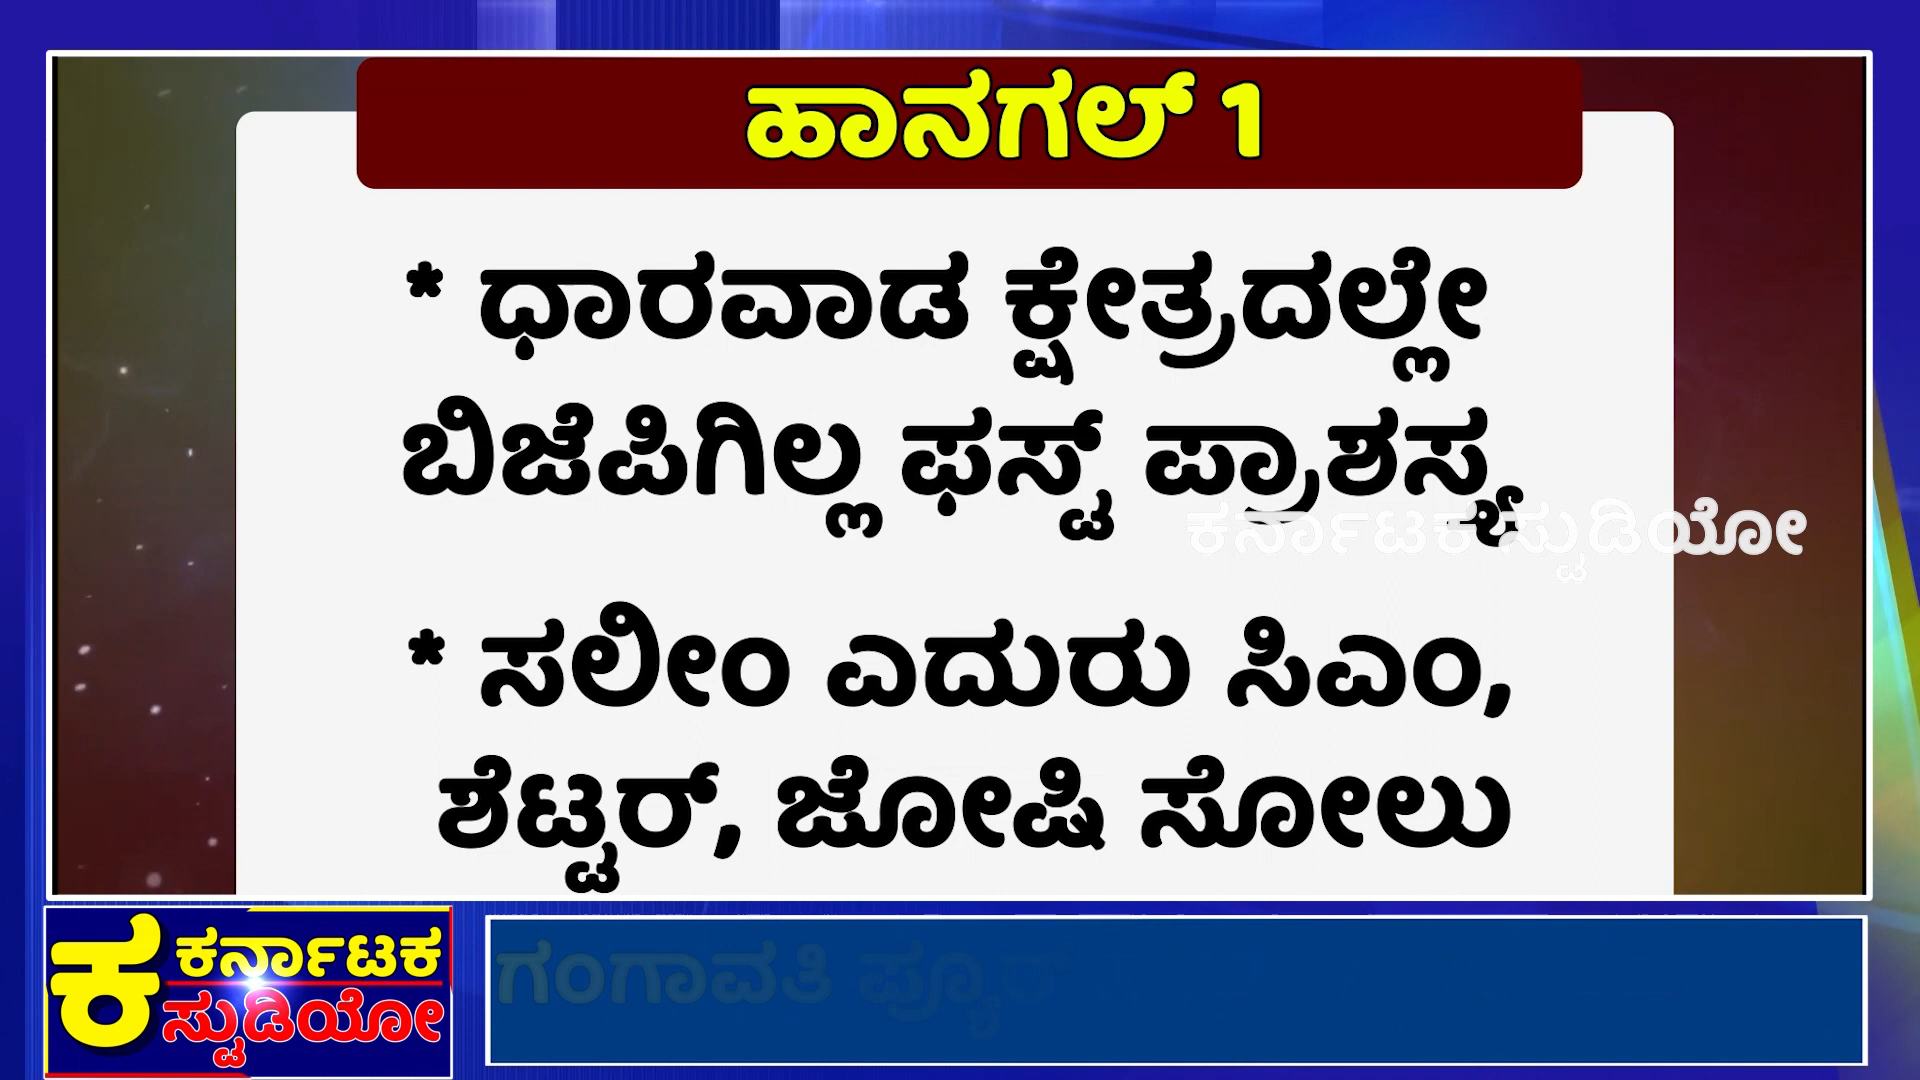 ಹಾನಗಲ್ 1
* ಧಾರವಾಡ ಕ್ಷೇತ್ರದಲ್ಲೇ
ಬಿಜೆಪಿಗಿಲ್ಲ ಫಸ್ಟ್ ಪ್ರಾಶಸ್ತ್ಯ
ಕರ್ನಾಟಕ ಸ್ಟುಡಿಯೋ
* ಸಲೀಂ ಎದುರು ಸಿಎಂ,
ಶೆಟ್ಟರ್, ಜೋಷಿ ಸೋಲು
ಕ ಕರ್ನಾಟಕ
ಸ್ಟುಡಿಯೋ
ಗಂಗಾವತಿ